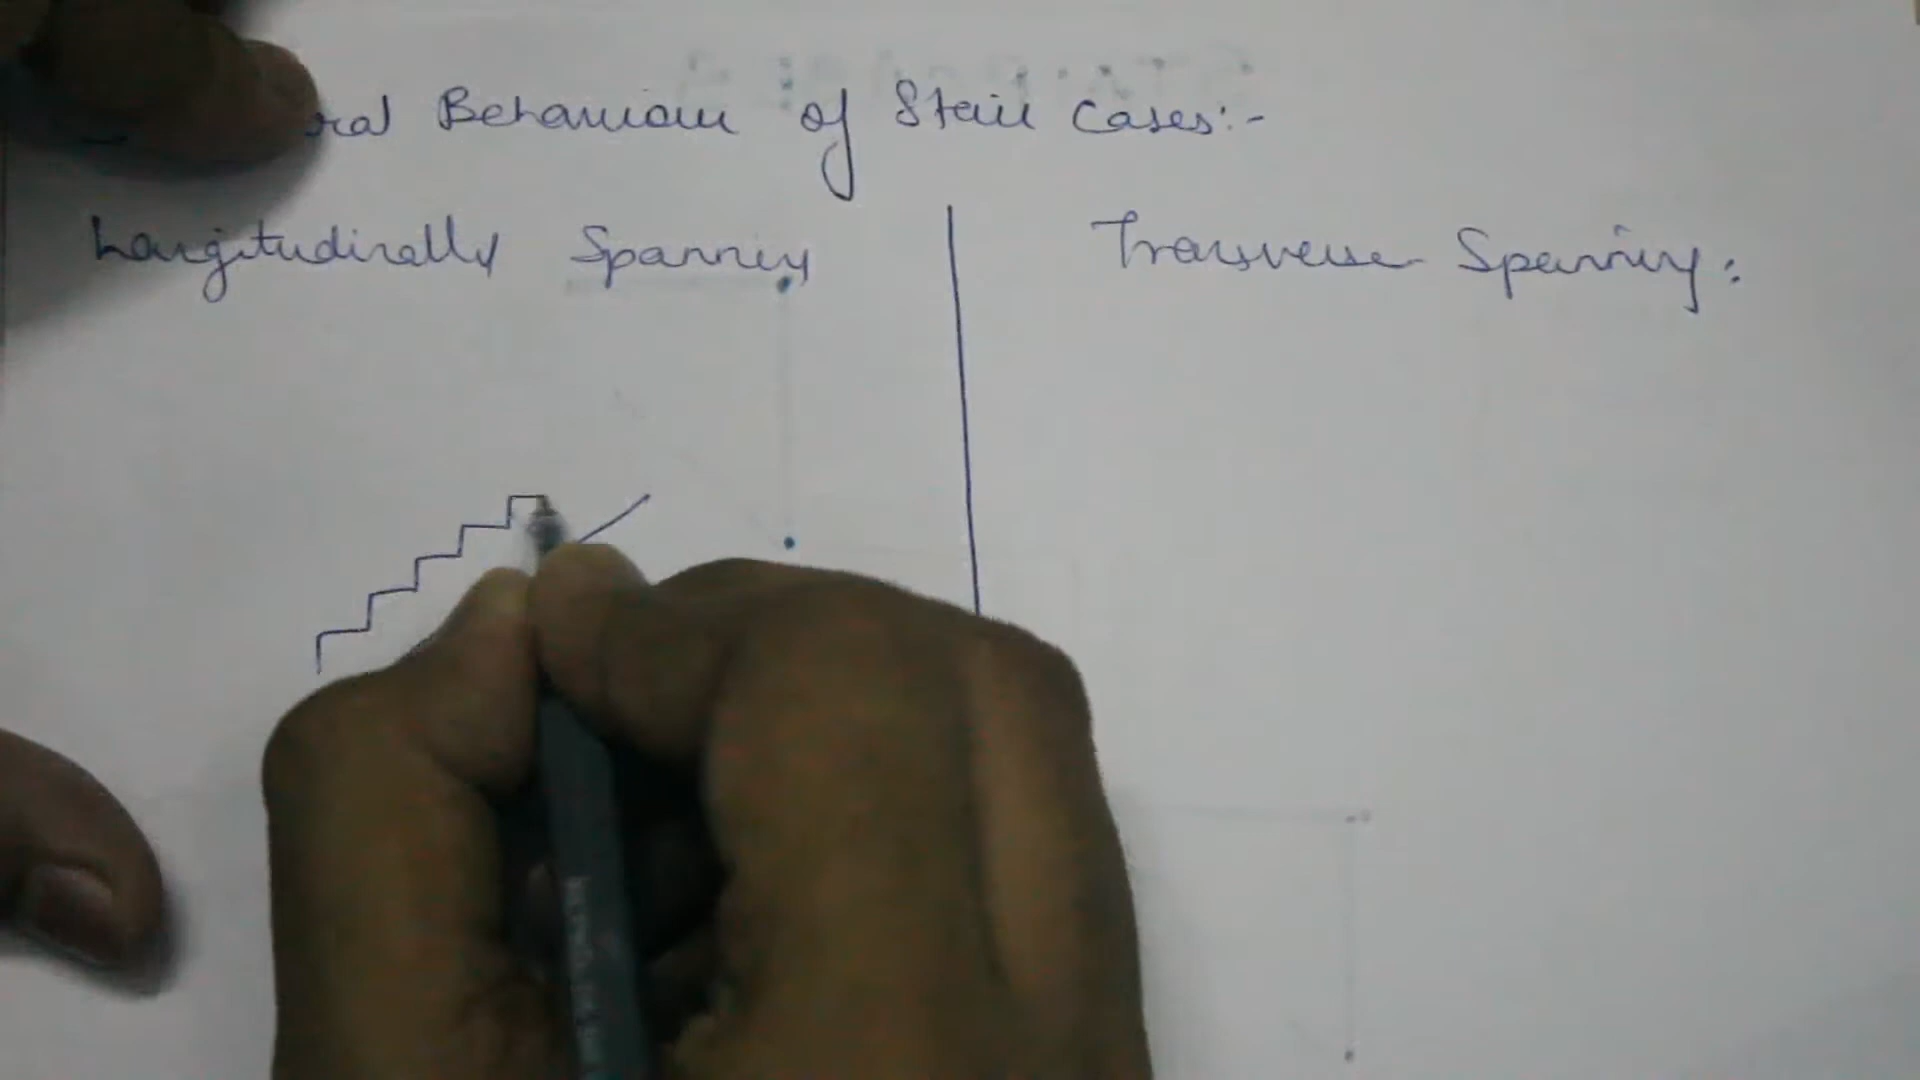 ral Behaviour of Stair Cases:-
Longitudinally Spanning
Transverse Spanning: